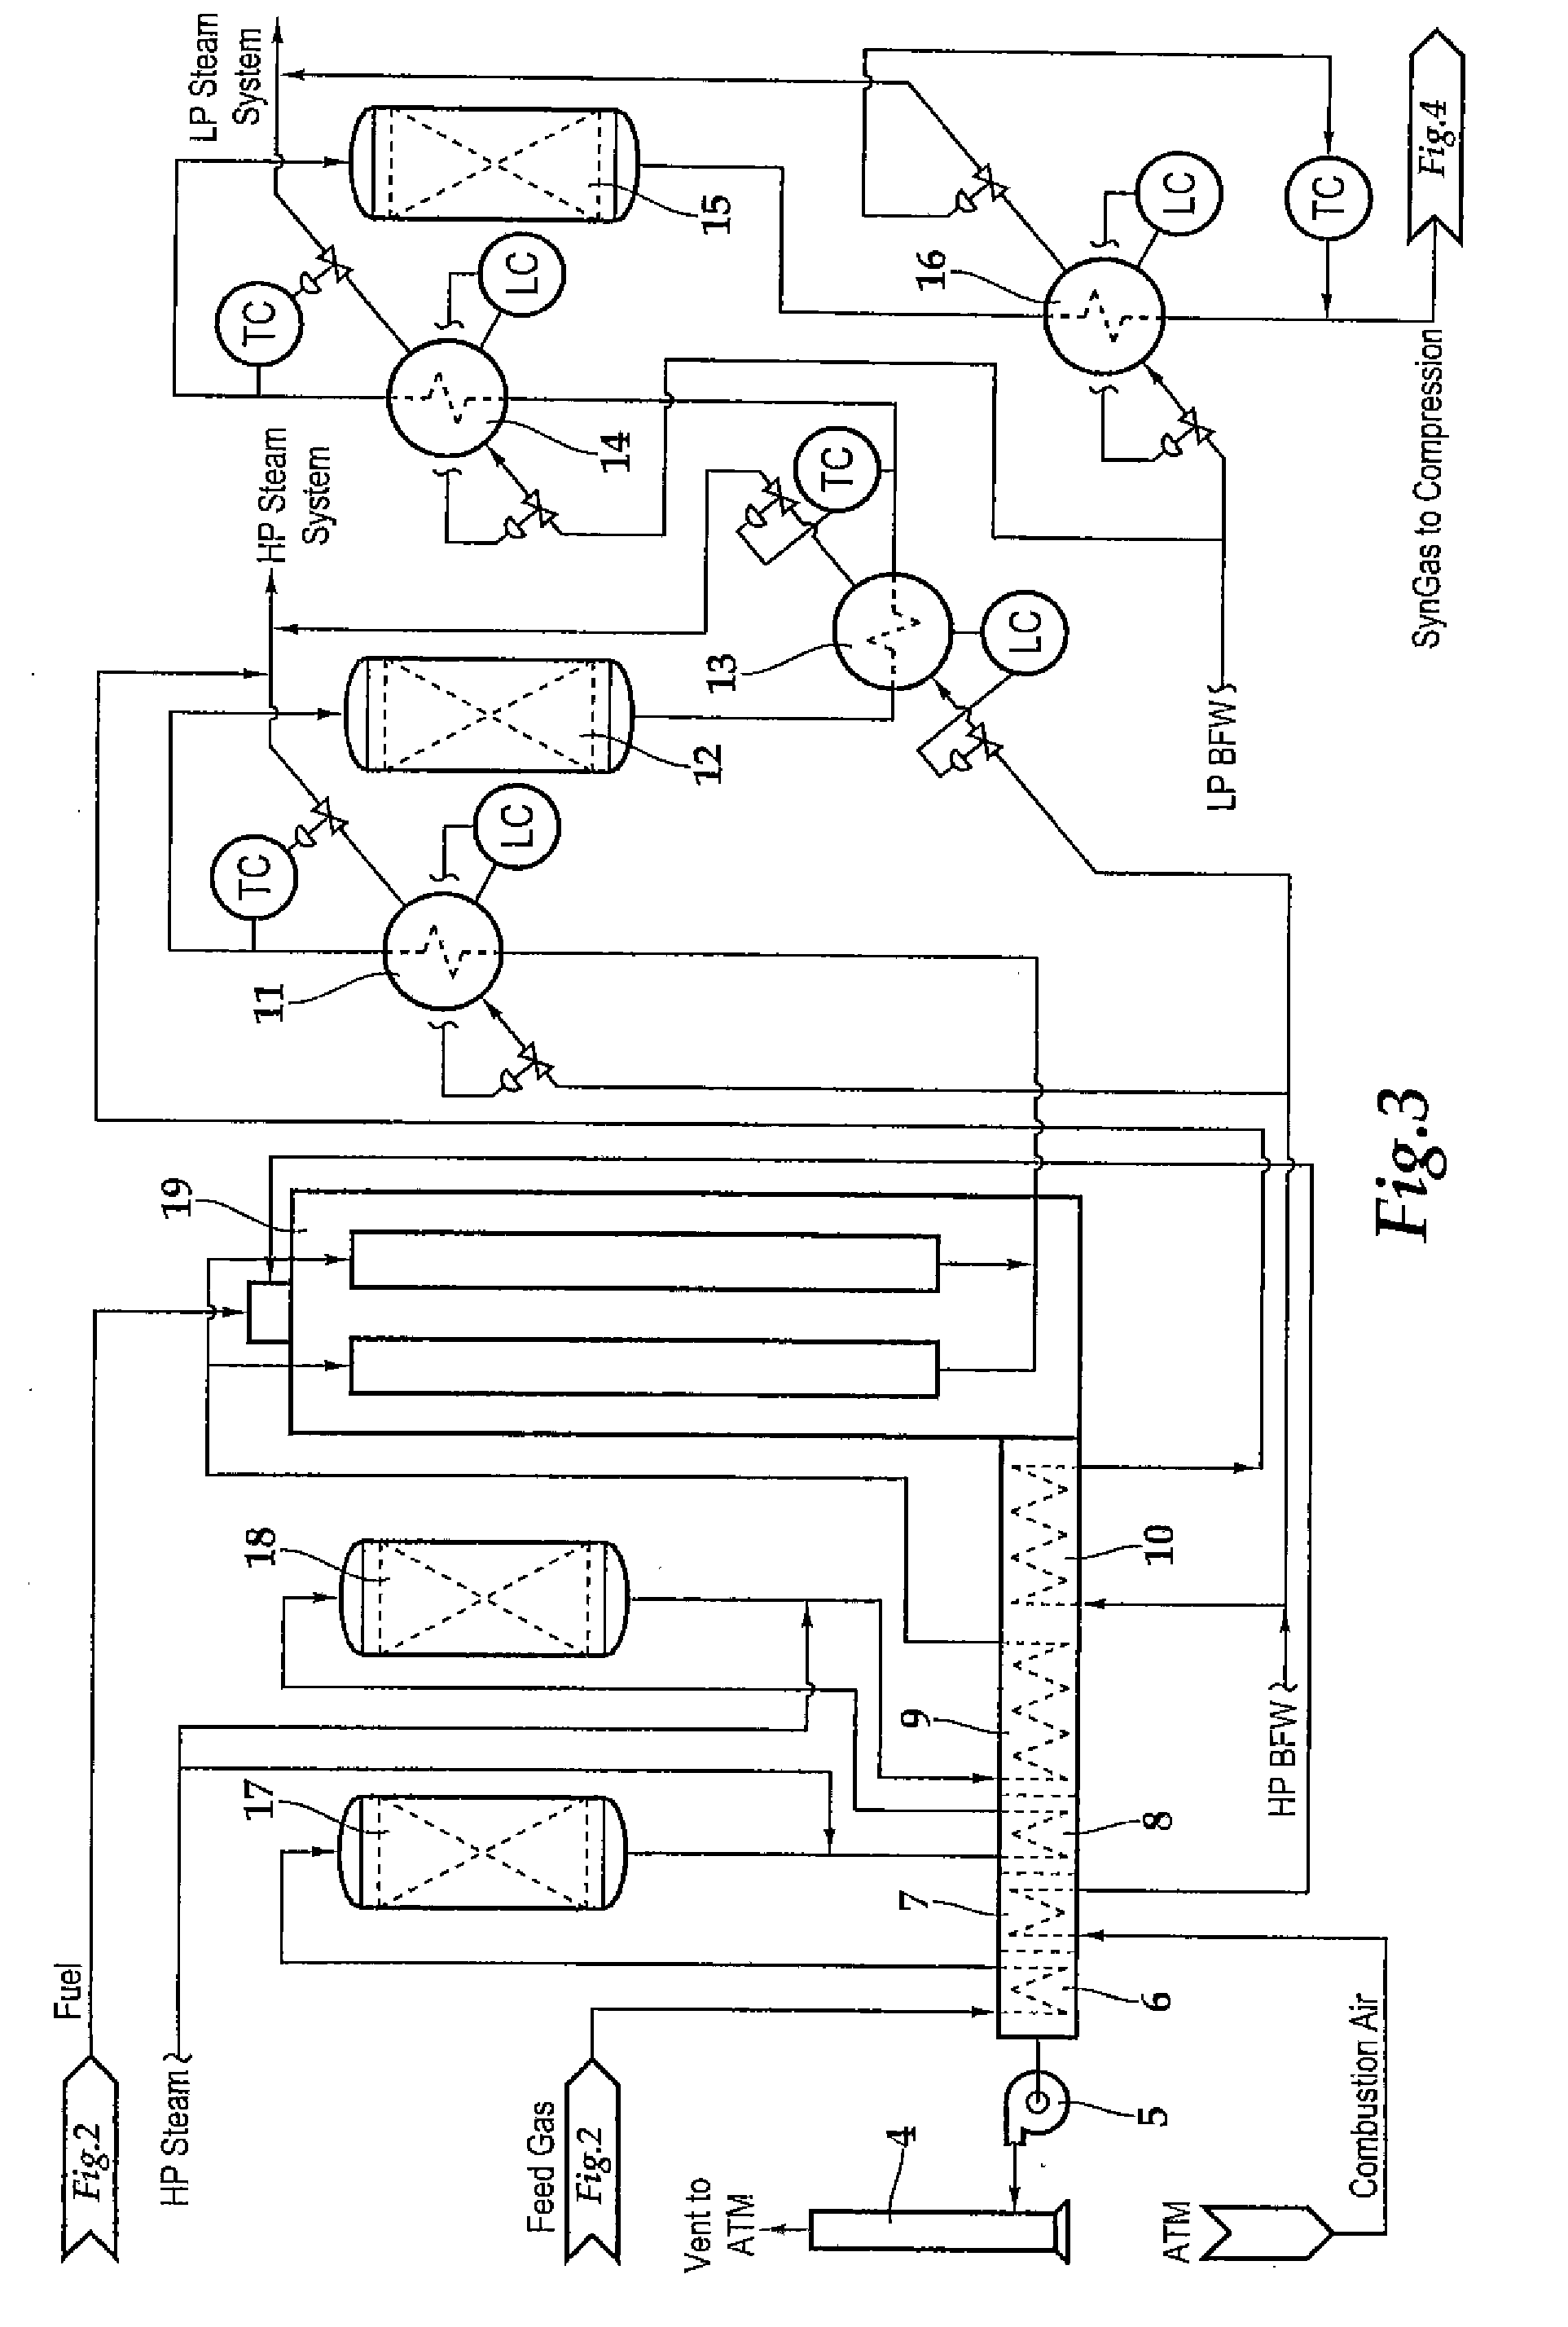 Fig.2
Fuel
HP Steam
Feed Gas
Fig.2
Vent to
ATM
4
5
ATM
Combustion Air
17
18
19
6
7
8
9
10
HP BFW
11
TC
LC
12
HP Steam
System
13
TC
LC
LP BFW
14
TC
LC
15
LP Steam
System
16
LC
TC
SynGas to Compression
Fig.4
Fig.3